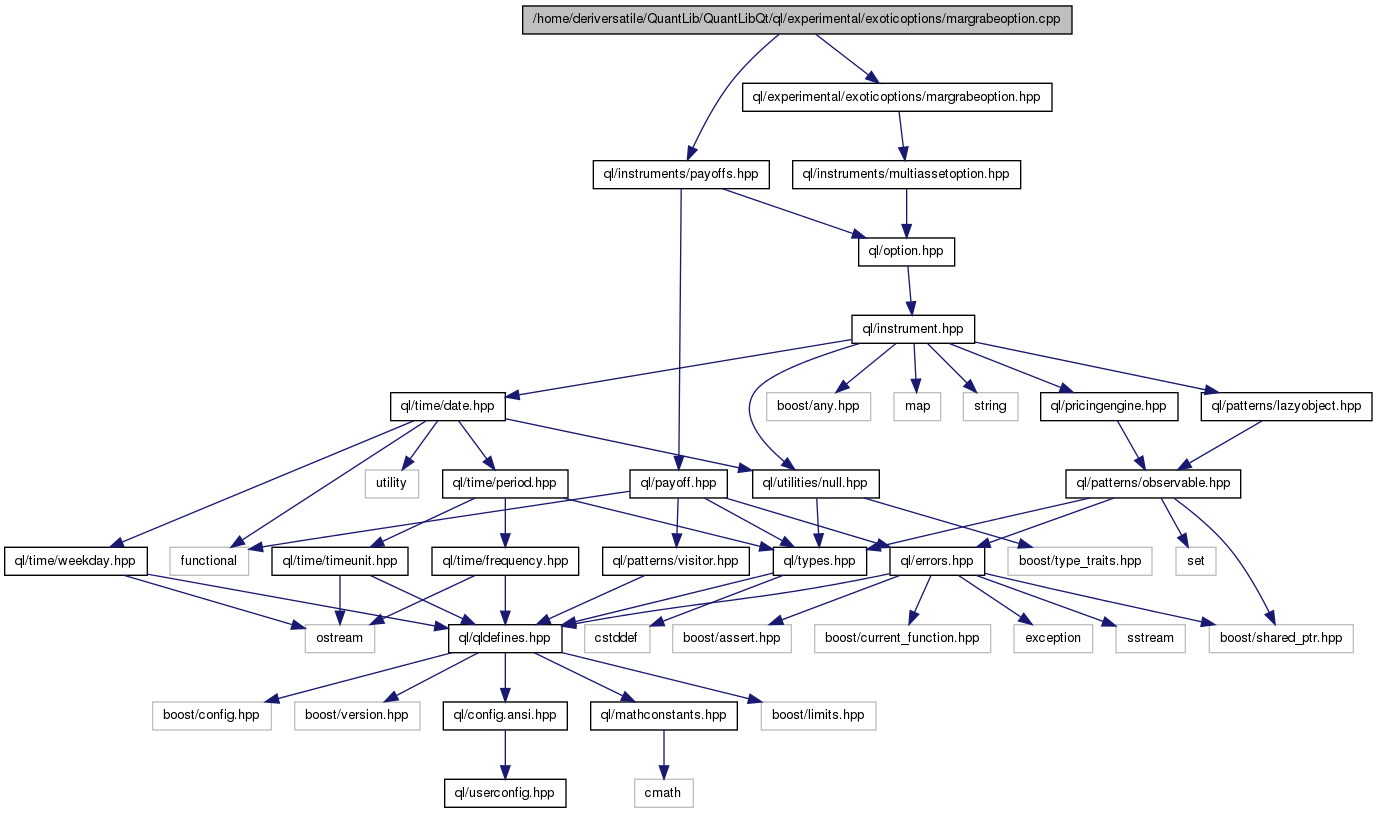 /home/deriversatile/QuantLib/QuantLibQt/ql/experimental/exoticoptions/margrabeoption.cpp
ql/experimental/exoticoptions/margrabeoption.hpp
ql/instruments/payoffs.hpp
ql/instruments/multiassetoption.hpp
ql/option.hpp
ql/instrument.hpp
ql/time/date.hpp
boost/any.hpp
map
string
ql/pricingengine.hpp
ql/patterns/lazyobject.hpp
utility
ql/time/period.hpp
ql/payoff.hpp
ql/utilities/null.hpp
ql/patterns/observable.hpp
ql/time/weekday.hpp
functional
ql/time/timeunit.hpp
ql/time/frequency.hpp
ql/patterns/visitor.hpp
ql/types.hpp
ql/errors.hpp
boost/type_traits.hpp
set
ostream
ql/qldefines.hpp
cstddef
boost/assert.hpp
boost/current_function.hpp
exception
sstream
boost/shared_ptr.hpp
boost/config.hpp
boost/version.hpp
ql/config.ansi.hpp
ql/mathconstants.hpp
boost/limits.hpp
ql/userconfig.hpp
cmath